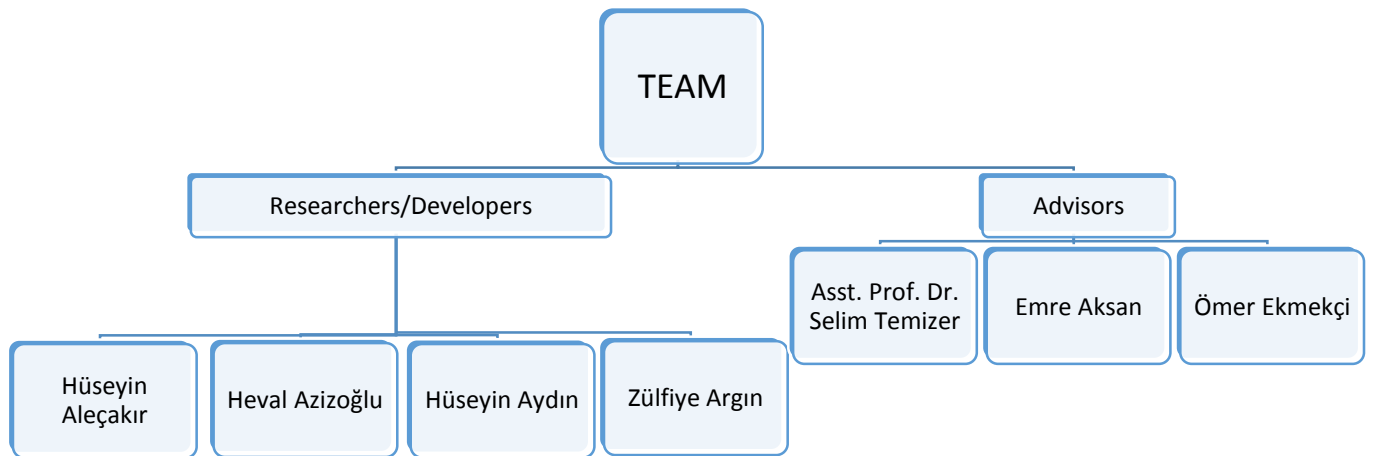 TEAM
Researchers/Developers
Advisors
Asst. Prof. Dr.
Selim Temizer
Emre Aksan
Ömer Ekmekçi
Hüseyin
Aleçakır
Heval Azizoğlu
Hüseyin Aydın
Zülfiye Argın